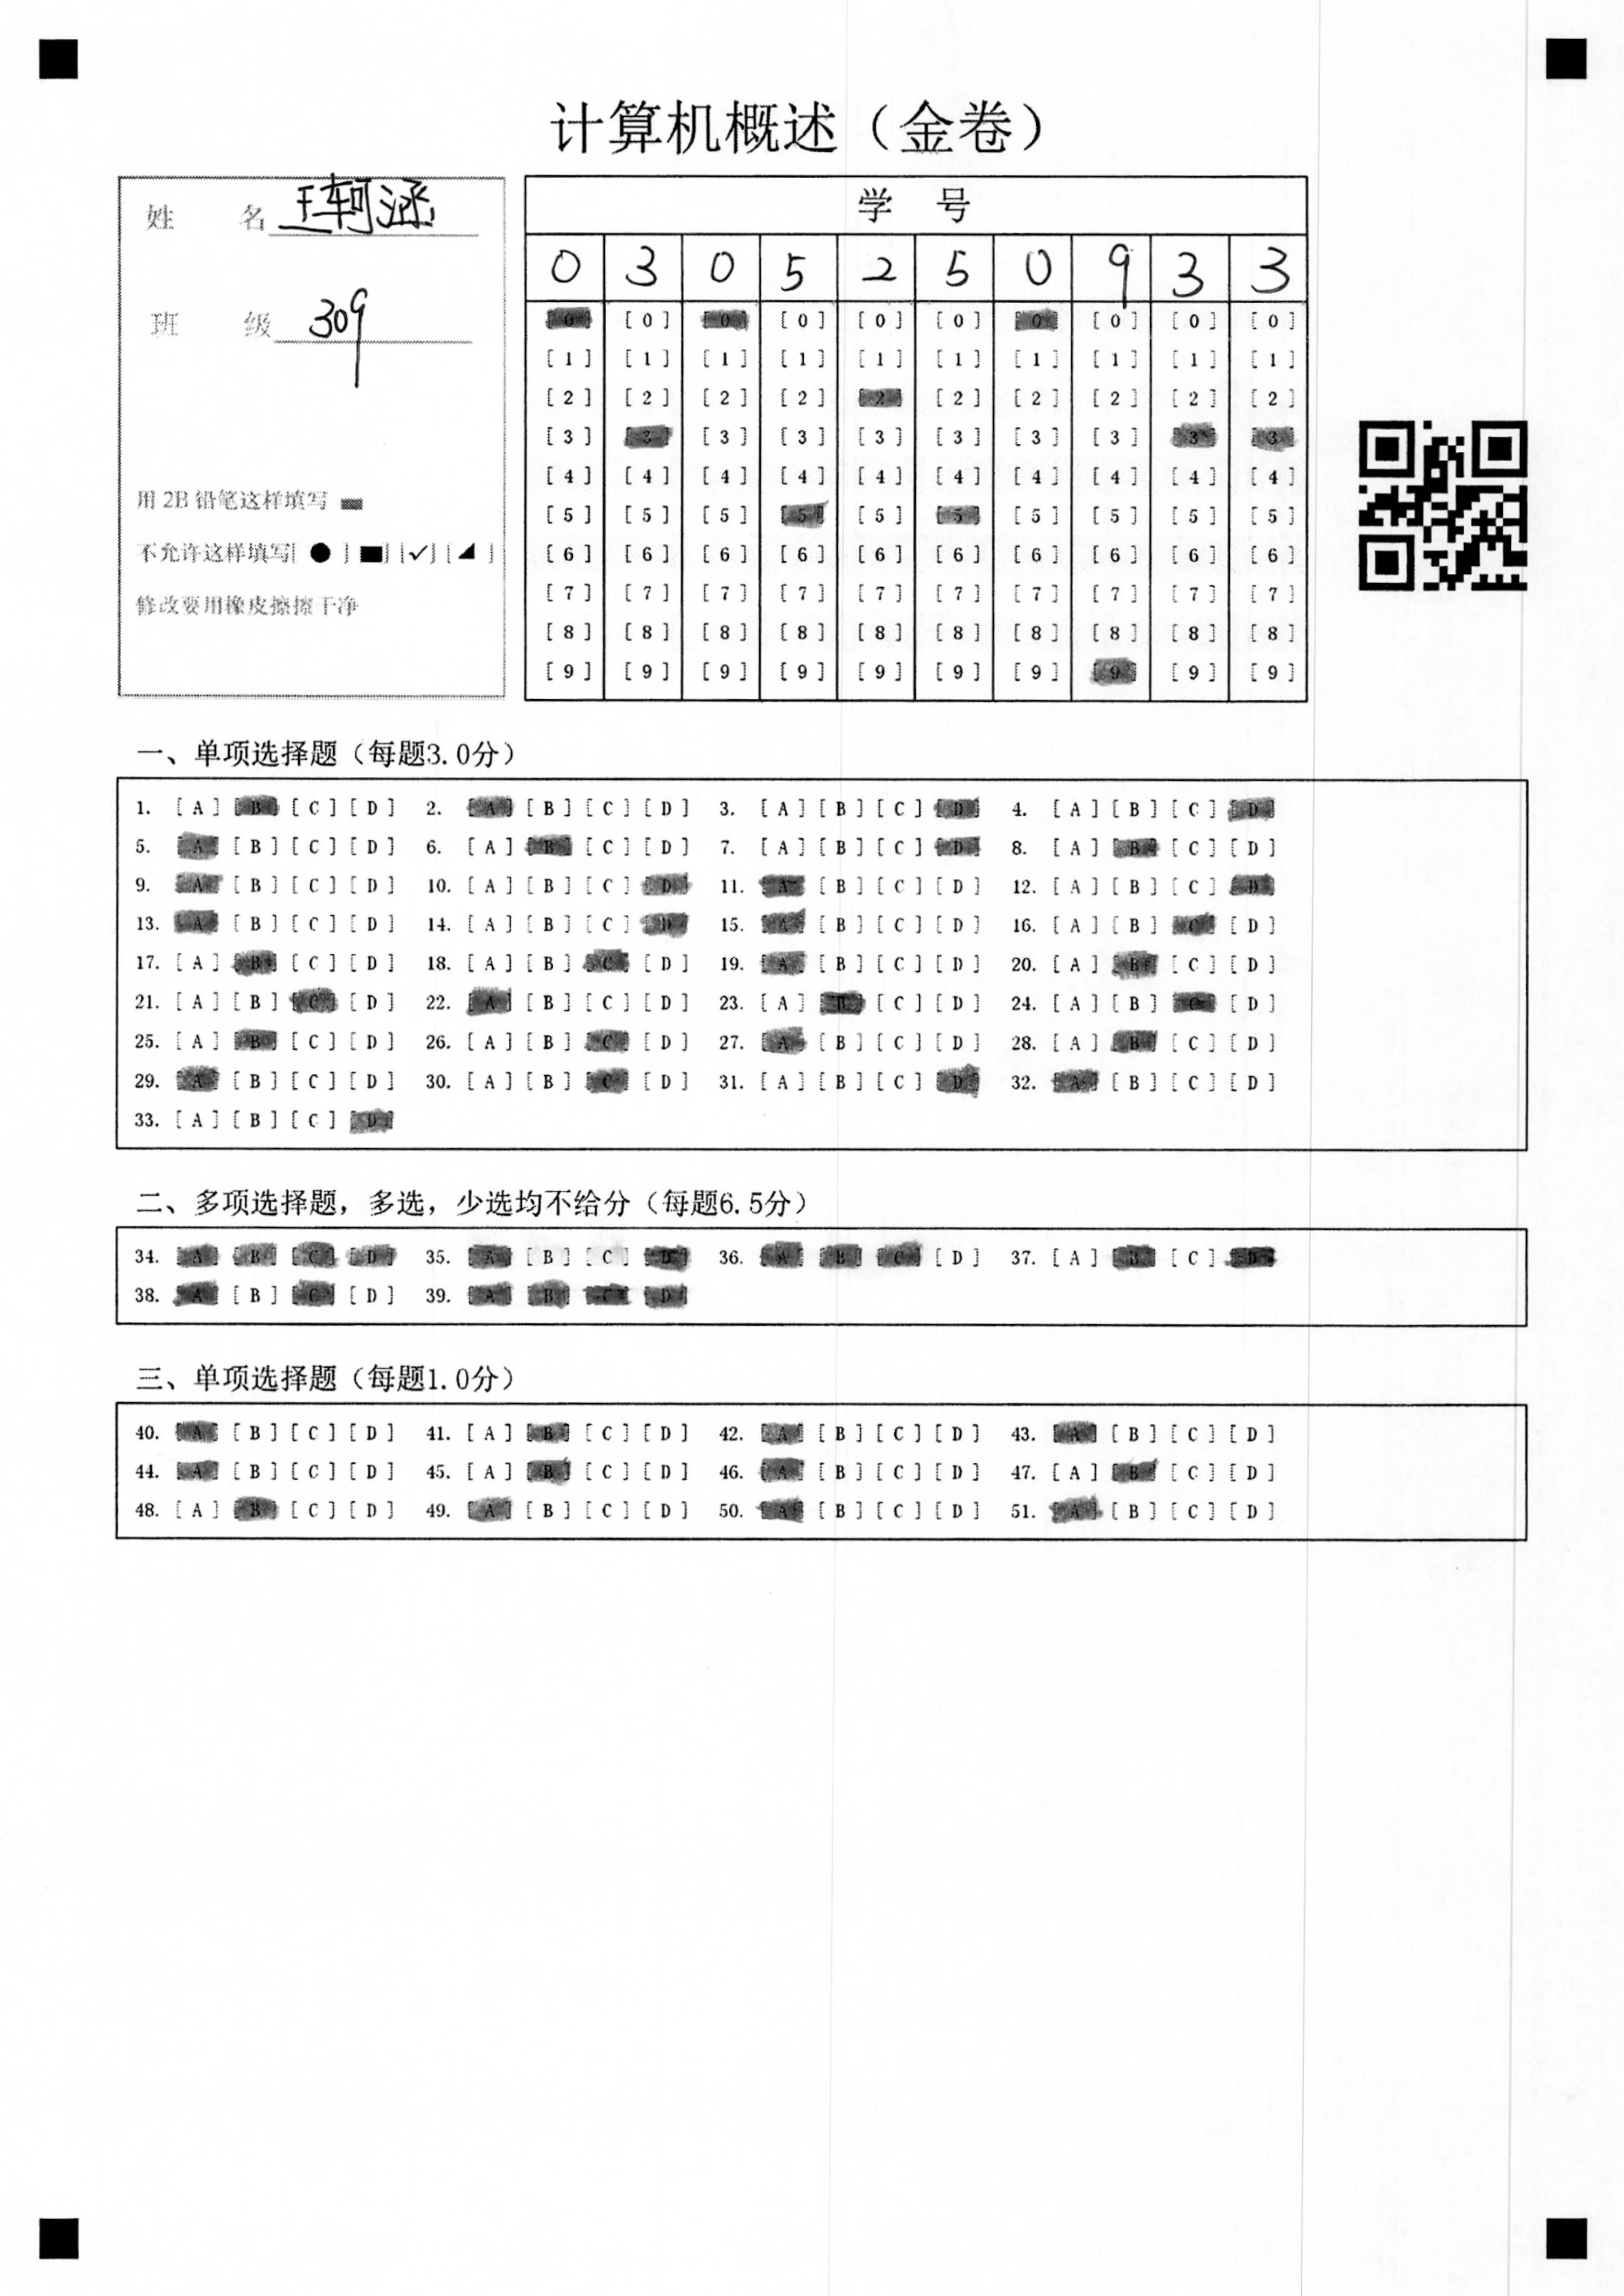 计算机概述（金卷）
姓 名 王轲涵
班 级 309
用 2B 铅笔这样填写
不允许这样填写[ ● ] [■] [✓] [◢ ]
修改要用橡皮擦擦干净
学 号
0 3 0 5 2 5 0 9 3 3
[0] [0] [0] [0] [0] [0] [0] [0] [0] [0]
[1] [1] [1] [1] [1] [1] [1] [1] [1] [1]
[2] [2] [2] [2] [2] [2] [2] [2] [2] [2]
[3] [3] [3] [3] [3] [3] [3] [3] [3] [3]
[4] [4] [4] [4] [4] [4] [4] [4] [4] [4]
[5] [5] [5] [5] [5] [5] [5] [5] [5] [5]
[6] [6] [6] [6] [6] [6] [6] [6] [6] [6]
[7] [7] [7] [7] [7] [7] [7] [7] [7] [7]
[8] [8] [8] [8] [8] [8] [8] [8] [8] [8]
[9] [9] [9] [9] [9] [9] [9] [9] [9] [9]
一、单项选择题（每题3.0分）
1. [A] [B] [C] [D] 2. [A] [B] [C] [D] 3. [A] [B] [C] [D] 4. [A] [B] [C] [D]
5. [A] [B] [C] [D] 6. [A] [B] [C] [D] 7. [A] [B] [C] [D] 8. [A] [B] [C] [D]
9. [A] [B] [C] [D] 10. [A] [B] [C] [D] 11. [A] [B] [C] [D] 12. [A] [B] [C] [D]
13. [A] [B] [C] [D] 14. [A] [B] [C] [D] 15. [A] [B] [C] [D] 16. [A] [B] [C] [D]
17. [A] [B] [C] [D] 18. [A] [B] [C] [D] 19. [A] [B] [C] [D] 20. [A] [B] [C] [D]
21. [A] [B] [C] [D] 22. [A] [B] [C] [D] 23. [A] [B] [C] [D] 24. [A] [B] [C] [D]
25. [A] [B] [C] [D] 26. [A] [B] [C] [D] 27. [A] [B] [C] [D] 28. [A] [B] [C] [D]
29. [A] [B] [C] [D] 30. [A] [B] [C] [D] 31. [A] [B] [C] [D] 32. [A] [B] [C] [D]
33. [A] [B] [C] [D]
二、多项选择题，多选，少选均不给分（每题6.5分）
34. [A] [B] [C] [D] 35. [A] [B] [C] [D] 36. [A] [B] [C] [D] 37. [A] [B] [C] [D]
38. [A] [B] [C] [D] 39. [A] [B] [C] [D]
三、单项选择题（每题1.0分）
40. [A] [B] [C] [D] 41. [A] [B] [C] [D] 42. [A] [B] [C] [D] 43. [A] [B] [C] [D]
44. [A] [B] [C] [D] 45. [A] [B] [C] [D] 46. [A] [B] [C] [D] 47. [A] [B] [C] [D]
48. [A] [B] [C] [D] 49. [A] [B] [C] [D] 50. [A] [B] [C] [D] 51. [A] [B] [C] [D]